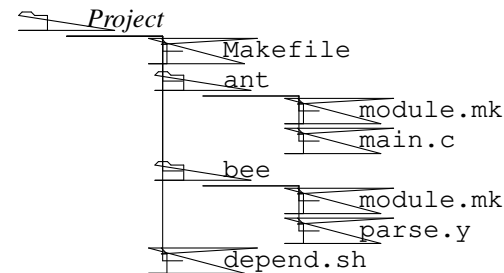 Project
Makefile
ant
module.mk
main.c
bee
module.mk
parse.y
depend.sh